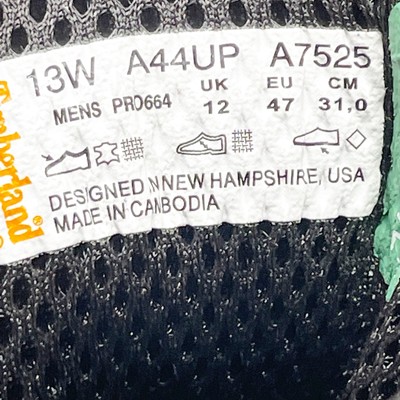 13W A44UP A7525
UK EU CM
MENS PRO664 12 47 31,0
DESIGNED N NEW HAMPSHIRE, USA
MADE IN CAMBODIA
Timberland®